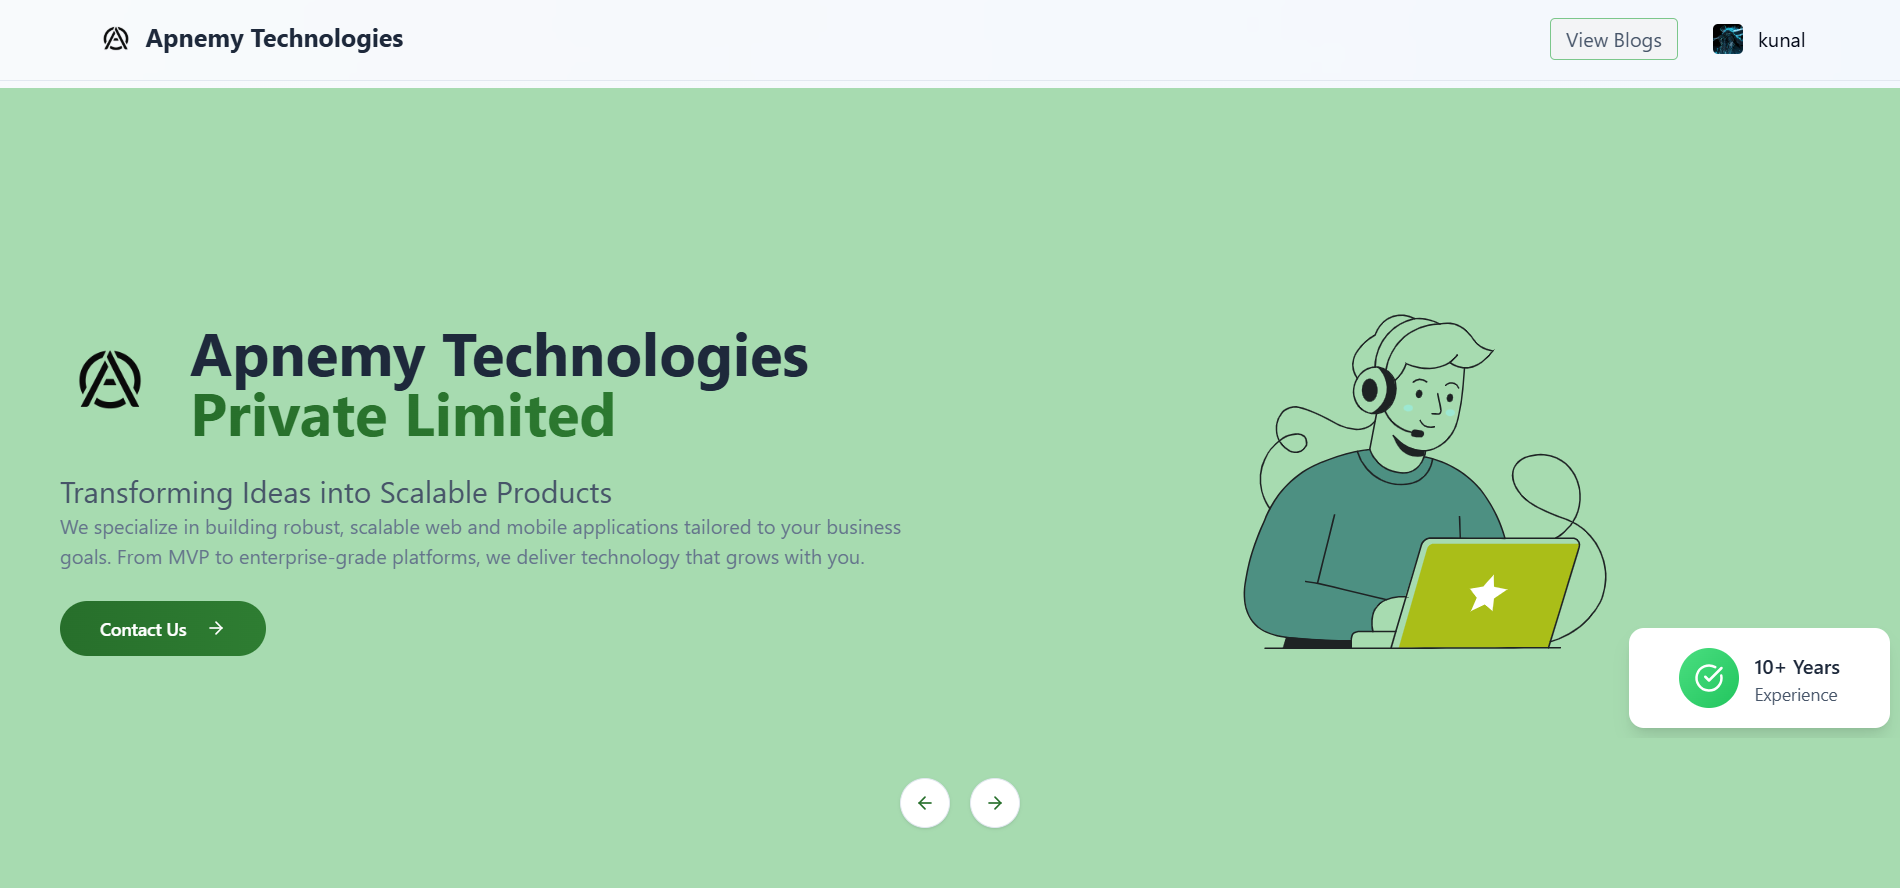 Apnemy Technologies
View Blogs
kunal
Apnemy Technologies
Private Limited
Transforming Ideas into Scalable Products
We specialize in building robust, scalable web and mobile applications tailored to your business
goals. From MVP to enterprise-grade platforms, we deliver technology that grows with you.
Contact Us
10+ Years
Experience